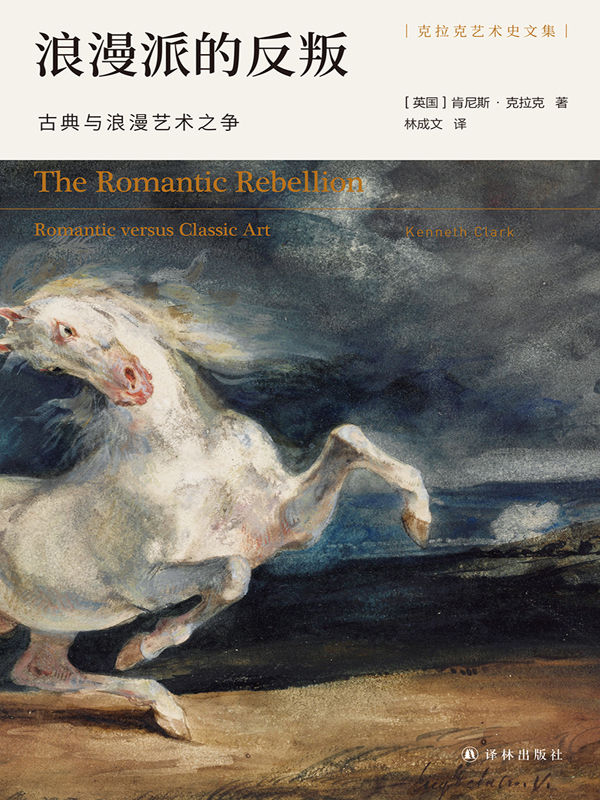 浪漫派的反叛
古典与浪漫艺术之争
|克拉克艺术史文集|
[英国]肯尼斯·克拉克 著
林成文 译
The Romantic Rebellion
Romantic versus Classic Art
Kenneth Clark
译林出版社